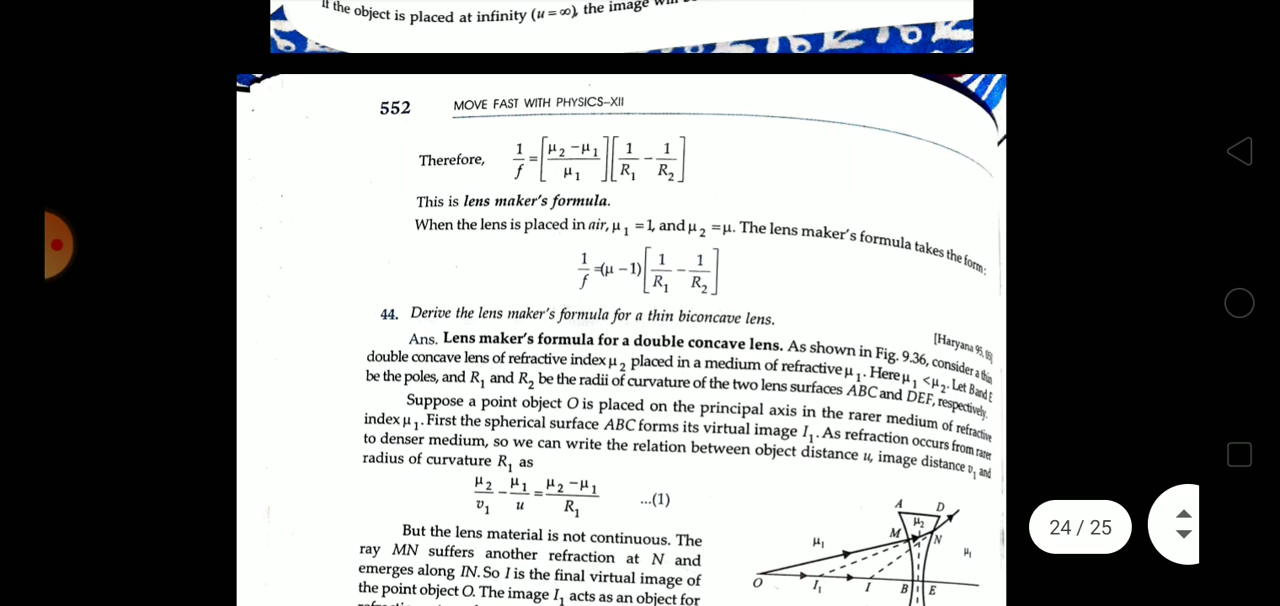 If the object is placed at infinity (u = ∞), the image
552 MOVE FAST WITH PHYSICS–XII
Therefore, 1/f = [μ2 – μ1 / μ1] [1/R1 – 1/R2]
This is lens maker's formula.
When the lens is placed in air, μ1 = 1, and μ2 = μ. The lens maker's formula takes the form:
1/f = (μ – 1) [1/R1 – 1/R2]
44. Derive the lens maker's formula for a thin biconcave lens.
[Haryana 95,
Ans. Lens maker's formula for a double concave lens. As shown in Fig. 9.36, consider a thin
double concave lens of refractive index μ2 placed in a medium of refractive μ1. Here μ1 < μ2. Let B and E
be the poles, and R1 and R2 be the radii of curvature of the two lens surfaces ABC and DEF, respectively.
Suppose a point object O is placed on the principal axis in the rarer medium of refractive
index μ1. First the spherical surface ABC forms its virtual image I1. As refraction occurs from rarer
to denser medium, so we can write the relation between object distance u, image distance v1 and
radius of curvature R1 as
μ2/v1 – μ1/u = μ2 – μ1/R1 ...(1)
But the lens material is not continuous. The
ray MN suffers another refraction at N and
emerges along IN. So I is the final virtual image of
the point object O. The image I1 acts as an object for
A D
μ2
M N
μ1 μ1
O I1 I B E
24 / 25